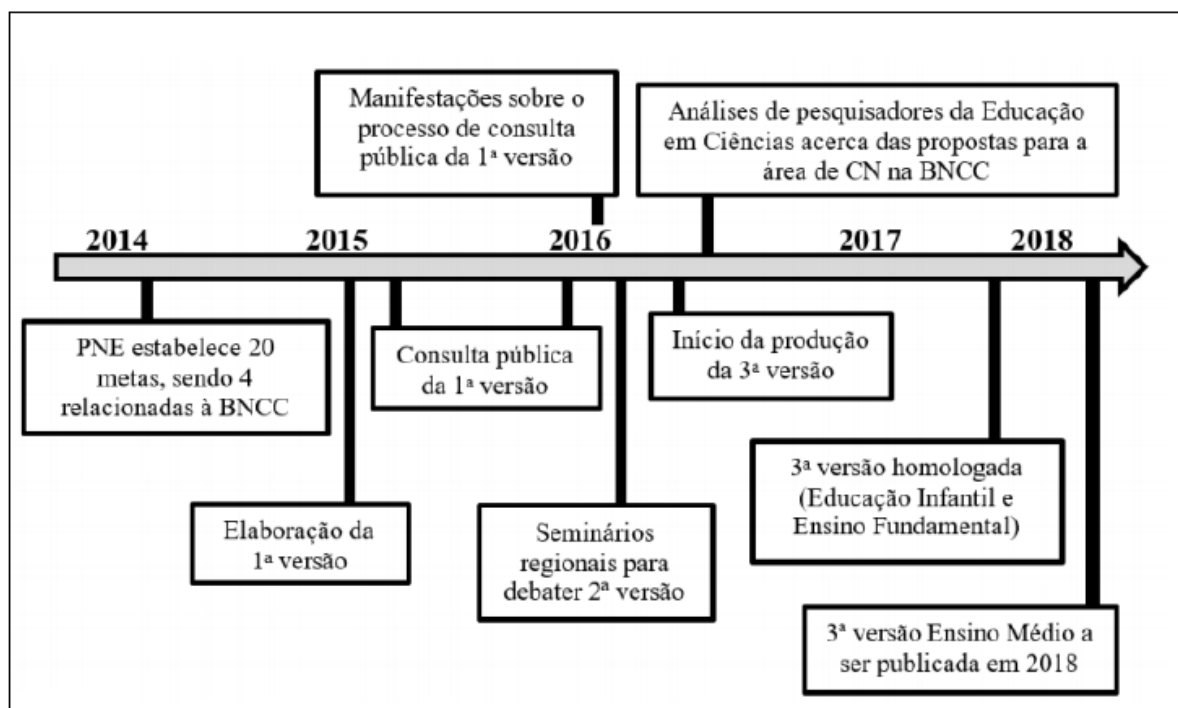 Manifestações sobre o
processo de consulta
pública da 1ª versão
Análises de pesquisadores da Educação
em Ciências acerca das propostas para a
área de CN na BNCC
2014
2015
2016
2017
2018
PNE estabelece 20
metas, sendo 4
relacionadas à BNCC
Consulta pública
da 1ª versão
Início da produção
da 3ª versão
Elaboração da
1ª versão
Seminários
regionais para
debater 2ª versão
3ª versão homologada
(Educação Infantil e
Ensino Fundamental)
3ª versão Ensino Médio a
ser publicada em 2018